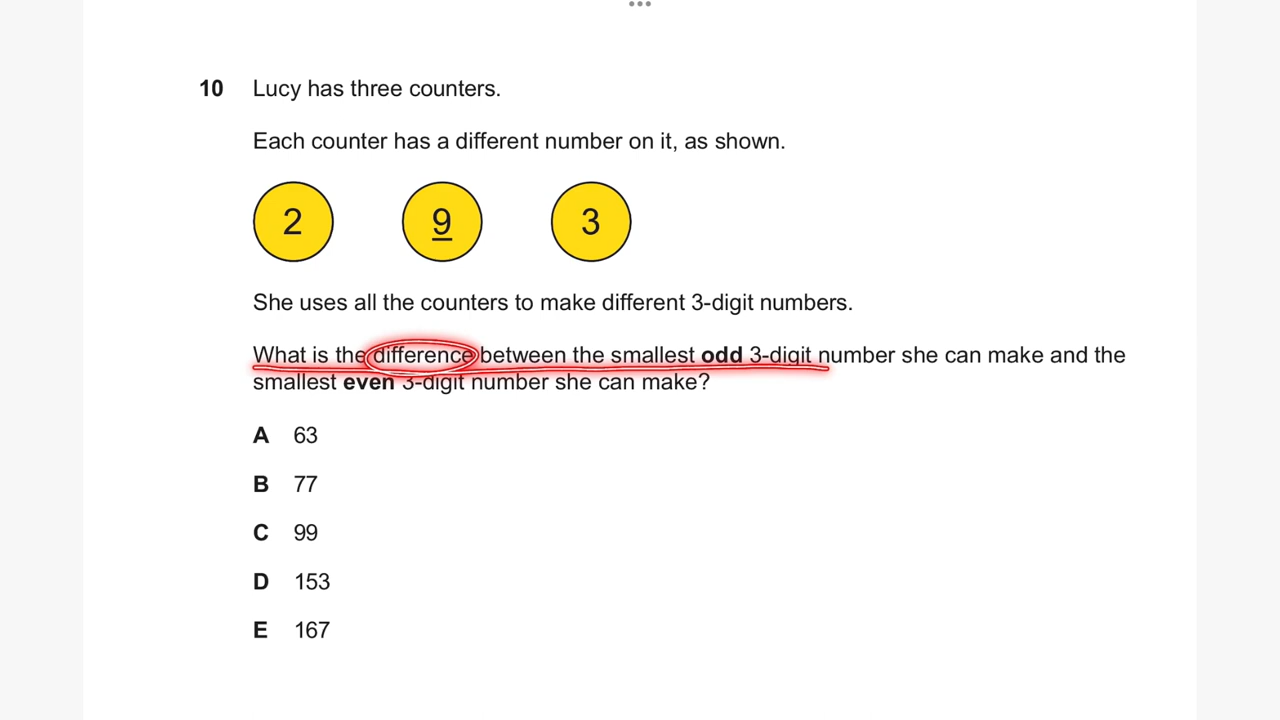 10 Lucy has three counters.
Each counter has a different number on it, as shown.
2 9 3
She uses all the counters to make different 3-digit numbers.
What is the difference between the smallest odd 3-digit number she can make and the
smallest even 3-digit number she can make?
A 63
B 77
C 99
D 153
E 167